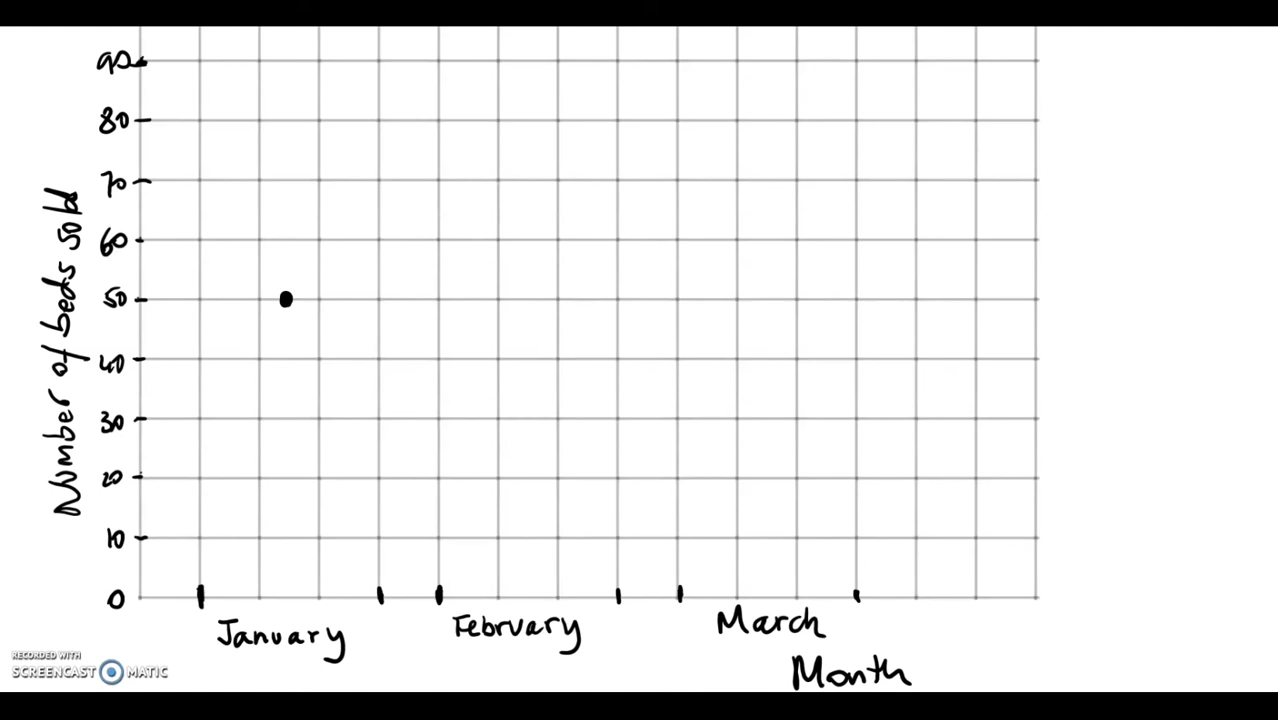 90
80
70
60
50
40
30
20
10
0
Number of beds sold
January February March
Month
RECORDED WITH
SCREENCAST MATIC